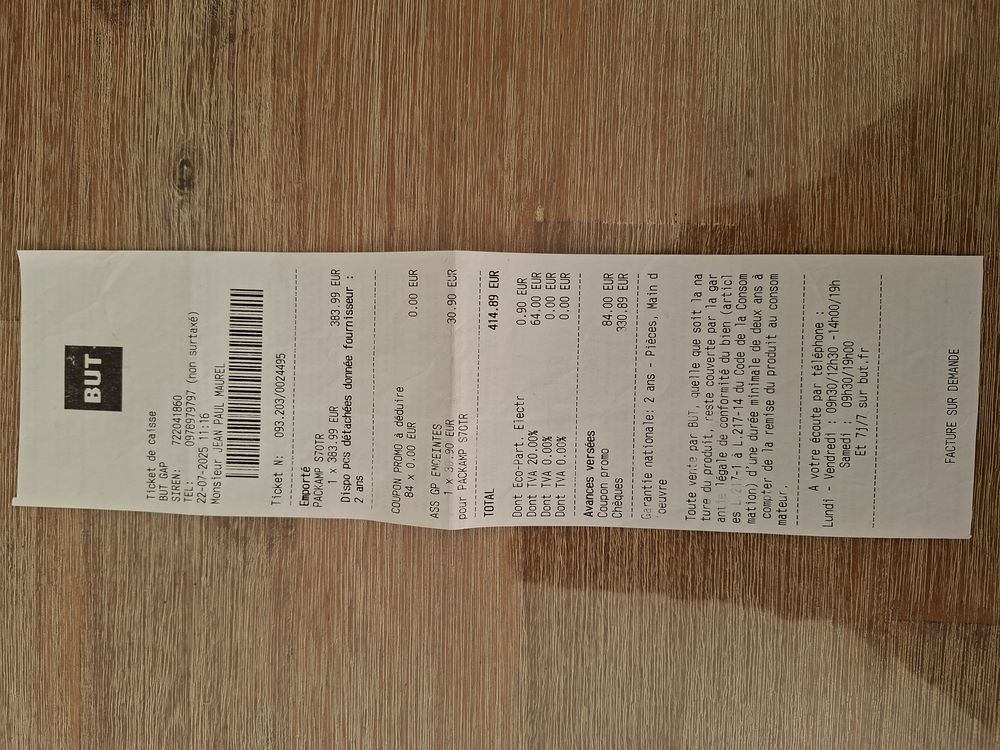 BUT
Ticket de caisse
BUT GAP
SIREN: 722041860
TEL: 0978979797 (non surtaxé)
22-07-2025 11:16
Monsieur JEAN PAUL MAUREL
Ticket N: 093.203/0024495
Emporté
PACKAMP S70TR
1 x 383.99 EUR 383.99 EUR
Dispo pcs détachées donnée fournisseur :
2 ans
COUPON PROMO à déduire
84 x 0.00 EUR 0.00 EUR
ASS GP EMCEINTES
1 x 30.90 EUR 30.90 EUR
pour PACKAMP S70TR
TOTAL 414.89 EUR
Dont Eco-Part. Electr 0.90 EUR
Dont TVA 20.00% 64.00 EUR
Dont TVA 0.00% 0.00 EUR
Dont TVA 0.00% 0.00 EUR
Avances versées
Coupon promo 84.00 EUR
Chèques 330.89 EUR
Garantie nationale: 2 ans - Pièces, Main d
'oeuvre
Toute vente par BUT, quelle que soit la na
ture du produit, reste couverte par la gar
antie légale de conformité du bien (articl
es L.217-1 à L.217-14 du Code de la Consom
mation) d'une durée minimale de deux ans à
compter de la remise du produit au consom
mateur.
A votre écoute par téléphone :
Lundi - Vendredi : 09h30/12h30 -14h00/19h
Samedi : 09h30/19h00
Et 7j/7 sur but.fr
FACTURE SUR DEMANDE